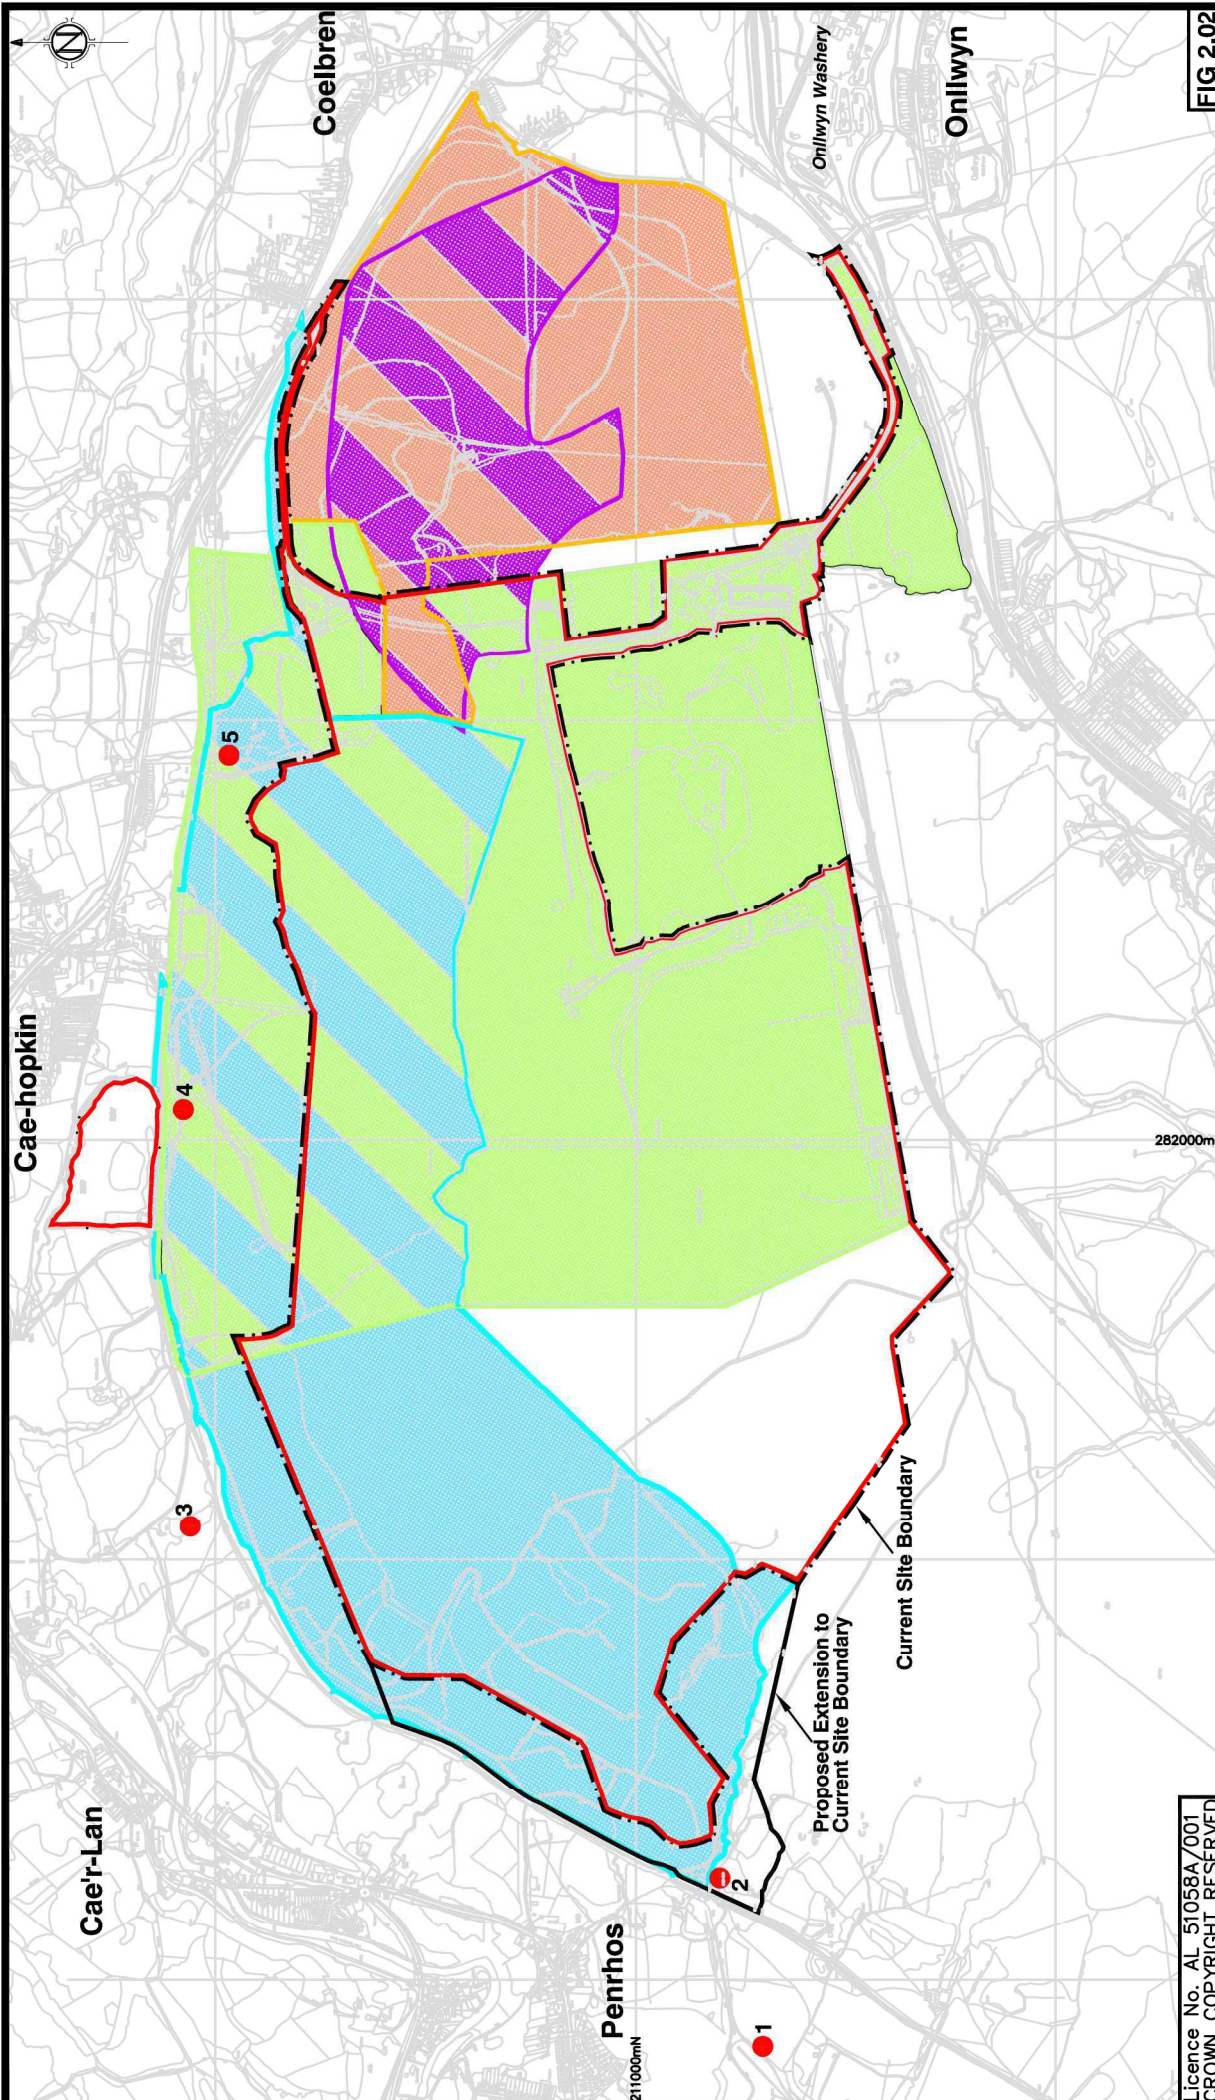 N
Coelbren
Onllwyn Washery
Onllwyn
FIG 2.02
5
Cae-hopkin
4
282000m
3
Current SIte Boundary
Proposed Extension to
Current Site Boundary
Cae'r-Lan
2
Penrhos
211000mN
1
Licence No. AL 51058A/001
CROWN COPYRIGHT RESERVED